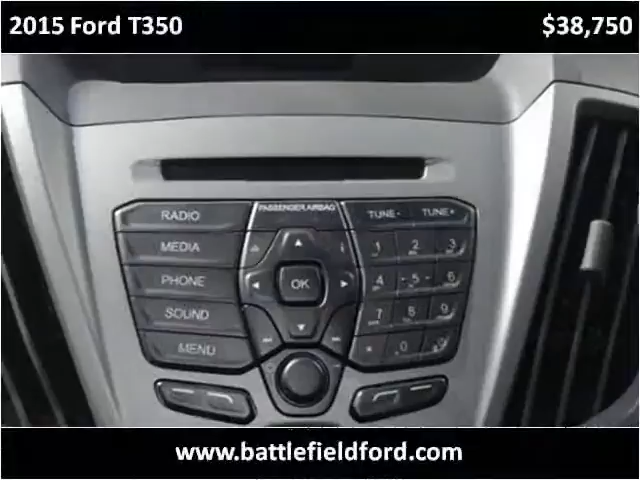 2015 Ford T350 $38,750
PASSENGER AIRBAG
RADIO TUNE- TUNE+
MEDIA 1 2 3
PHONE OK 4 5 6
SOUND 7 8 9
MENU * 0
www.battlefieldford.com